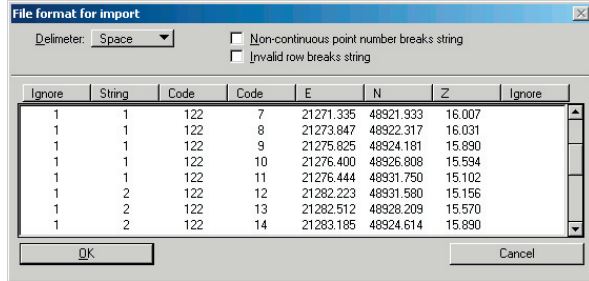 File format for import
Delimeter: Space Non-continuous point number breaks string
Invalid row breaks string
Ignore String Code Code E N Z Ignore
1 1 122 7 21271.335 48921.933 16.007
1 1 122 8 21273.847 48922.317 16.031
1 1 122 9 21275.825 48924.181 15.890
1 1 122 10 21276.400 48926.808 15.594
1 1 122 11 21276.444 48931.750 15.102
1 2 122 12 21282.223 48931.580 15.156
1 2 122 13 21282.512 48928.209 15.570
1 2 122 14 21283.185 48924.614 15.890
OK Cancel